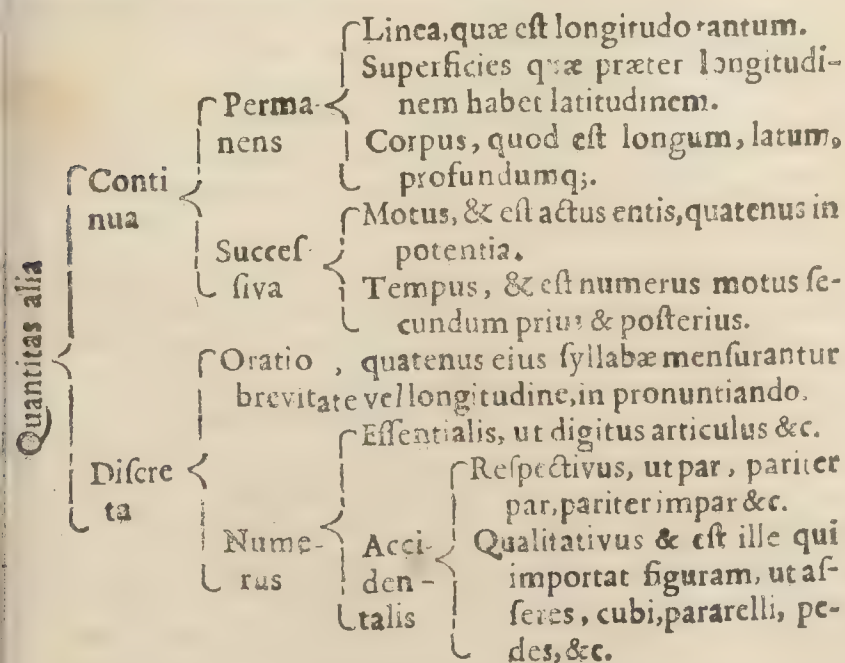 Quantitas alia
Conti
nua
Perma-
nens
Linea, quæ eſt longitudo tantum.
Superficies quæ præter longitudi-
nem habet latitudinem.
Corpus, quod eſt longum, latum,
profundumq;.
Succeſ-
ſiva
Motus, & eſt actus entis, quatenus in
potentia.
Tempus, & eſt numerus motus ſe-
cundum prius & poſterius.
Diſcre
ta
Oratio, quatenus eius ſyllabæ menſurantur
brevitate vel longitudine, in pronuntiando.
Nume-
rus
Eſſentialis, ut digitus articulus &c.
Acci-
den-
talis
Reſpectivus, ut par, pariter
par, pariter impar &c.
Qualitativus & eſt ille qui
importat figuram, ut aſ-
ſeres, cubi, pararelli, pe-
des, &c.